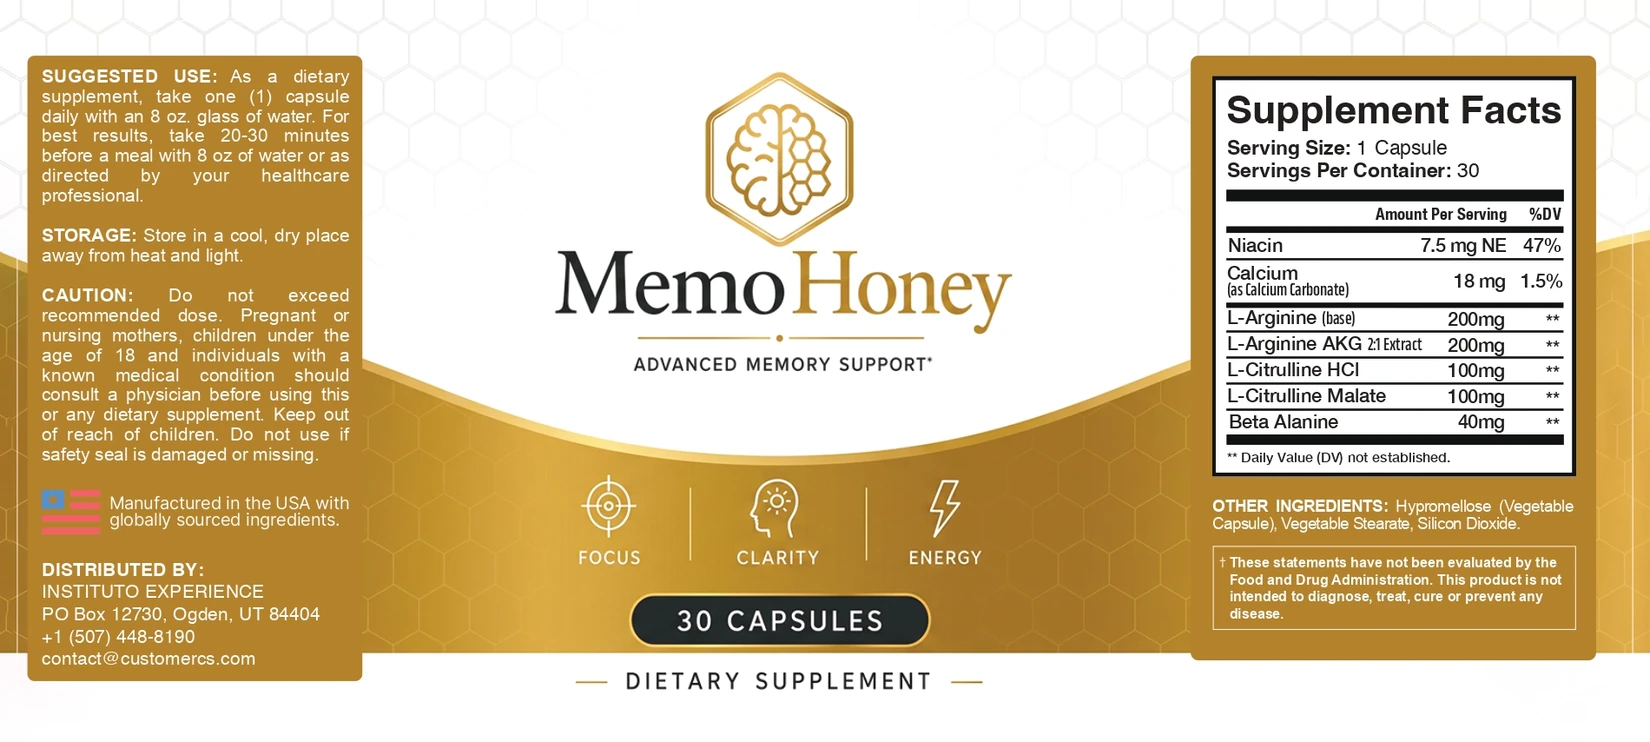 SUGGESTED USE: As a dietary
supplement, take one (1) capsule
daily with an 8 oz. glass of water. For
best results, take 20-30 minutes
before a meal with 8 oz of water or as
directed by your healthcare
professional.
STORAGE: Store in a cool, dry place
away from heat and light.
CAUTION: Do not exceed
recommended dose. Pregnant or
nursing mothers, children under the
age of 18 and individuals with a
known medical condition should
consult a physician before using this
or any dietary supplement. Keep out
of reach of children. Do not use if
safety seal is damaged or missing.
Manufactured in the USA with
globally sourced ingredients.
DISTRIBUTED BY:
INSTITUTO EXPERIENCE
PO Box 12730, Ogden, UT 84404
+1 (507) 448-8190
contact@customercs.com
Memo Honey
ADVANCED MEMORY SUPPORT*
FOCUS
CLARITY
ENERGY
30 CAPSULES
DIETARY SUPPLEMENT
Supplement Facts
Serving Size: 1 Capsule
Servings Per Container: 30
Amount Per Serving %DV
Niacin 7.5 mg NE 47%
Calcium
(as Calcium Carbonate) 18 mg 1.5%
L-Arginine (base) 200mg **
L-Arginine AKG 2:1 Extract 200mg **
L-Citrulline HCl 100mg **
L-Citrulline Malate 100mg **
Beta Alanine 40mg **
** Daily Value (DV) not established.
OTHER INGREDIENTS: Hypromellose (Vegetable
Capsule), Vegetable Stearate, Silicon Dioxide.
† These statements have not been evaluated by the
Food and Drug Administration. This product is not
intended to diagnose, treat, cure or prevent any
disease.